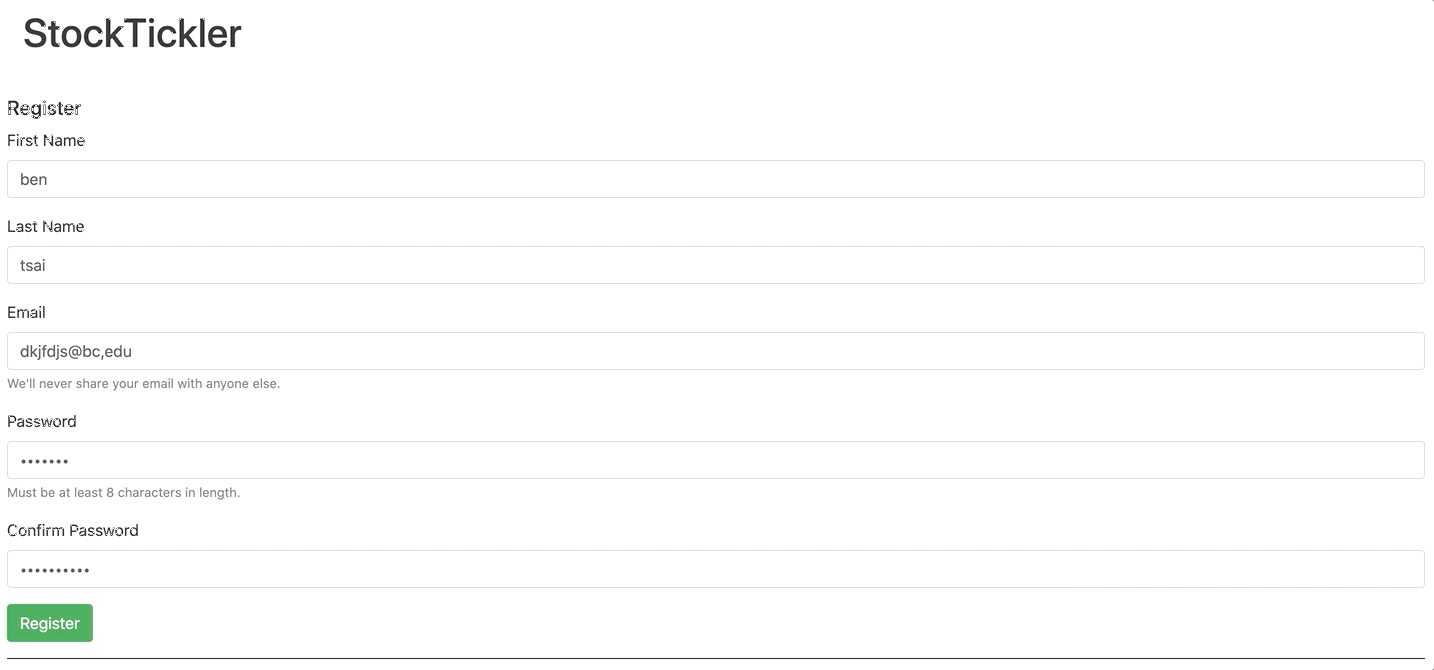 StockTickler
Register
First Name
ben
Last Name
tsai
Email
dkjfdjs@bc,edu
We'll never share your email with anyone else.
Password
•••••••
Must be at least 8 characters in length.
Confirm Password
••••••••••
Register